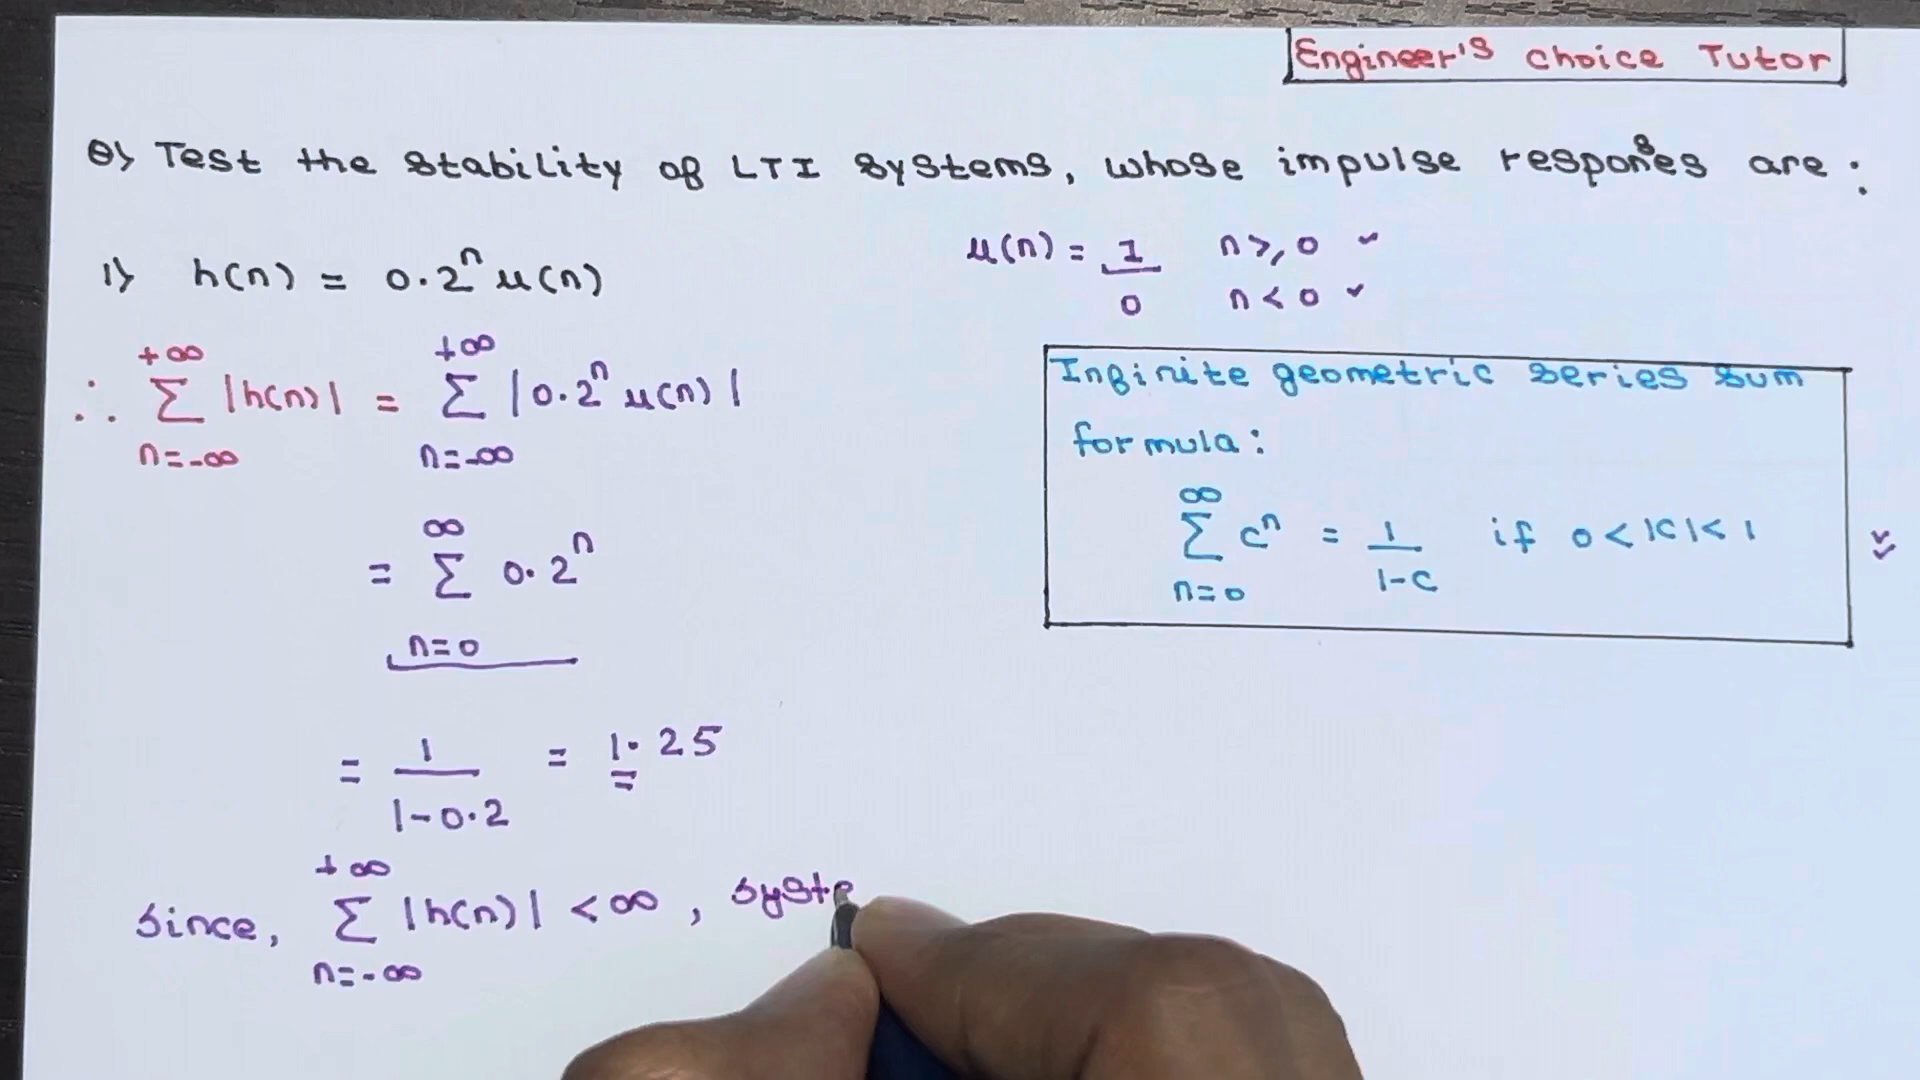 Engineer's choice Tutor
Q) Test the stability of LTI systems, whose impulse respones are :
s
1) h(n) = 0.2ⁿ u(n)
u(n) = 1 n ≥ 0 ✓
0 n < 0 ✓
+∞ +∞
∴ Σ |h(n)| = Σ |0.2ⁿ u(n)|
n=-∞ n=-∞
Infinite geometric series sum
formula:
∞
Σ cⁿ = 1/(1-c) if 0 < |c| < 1
n=0
∞
= Σ 0.2ⁿ
n=0
= 1/(1-0.2) = 1.25
+∞
since, Σ |h(n)| < ∞ , syste
n=-∞